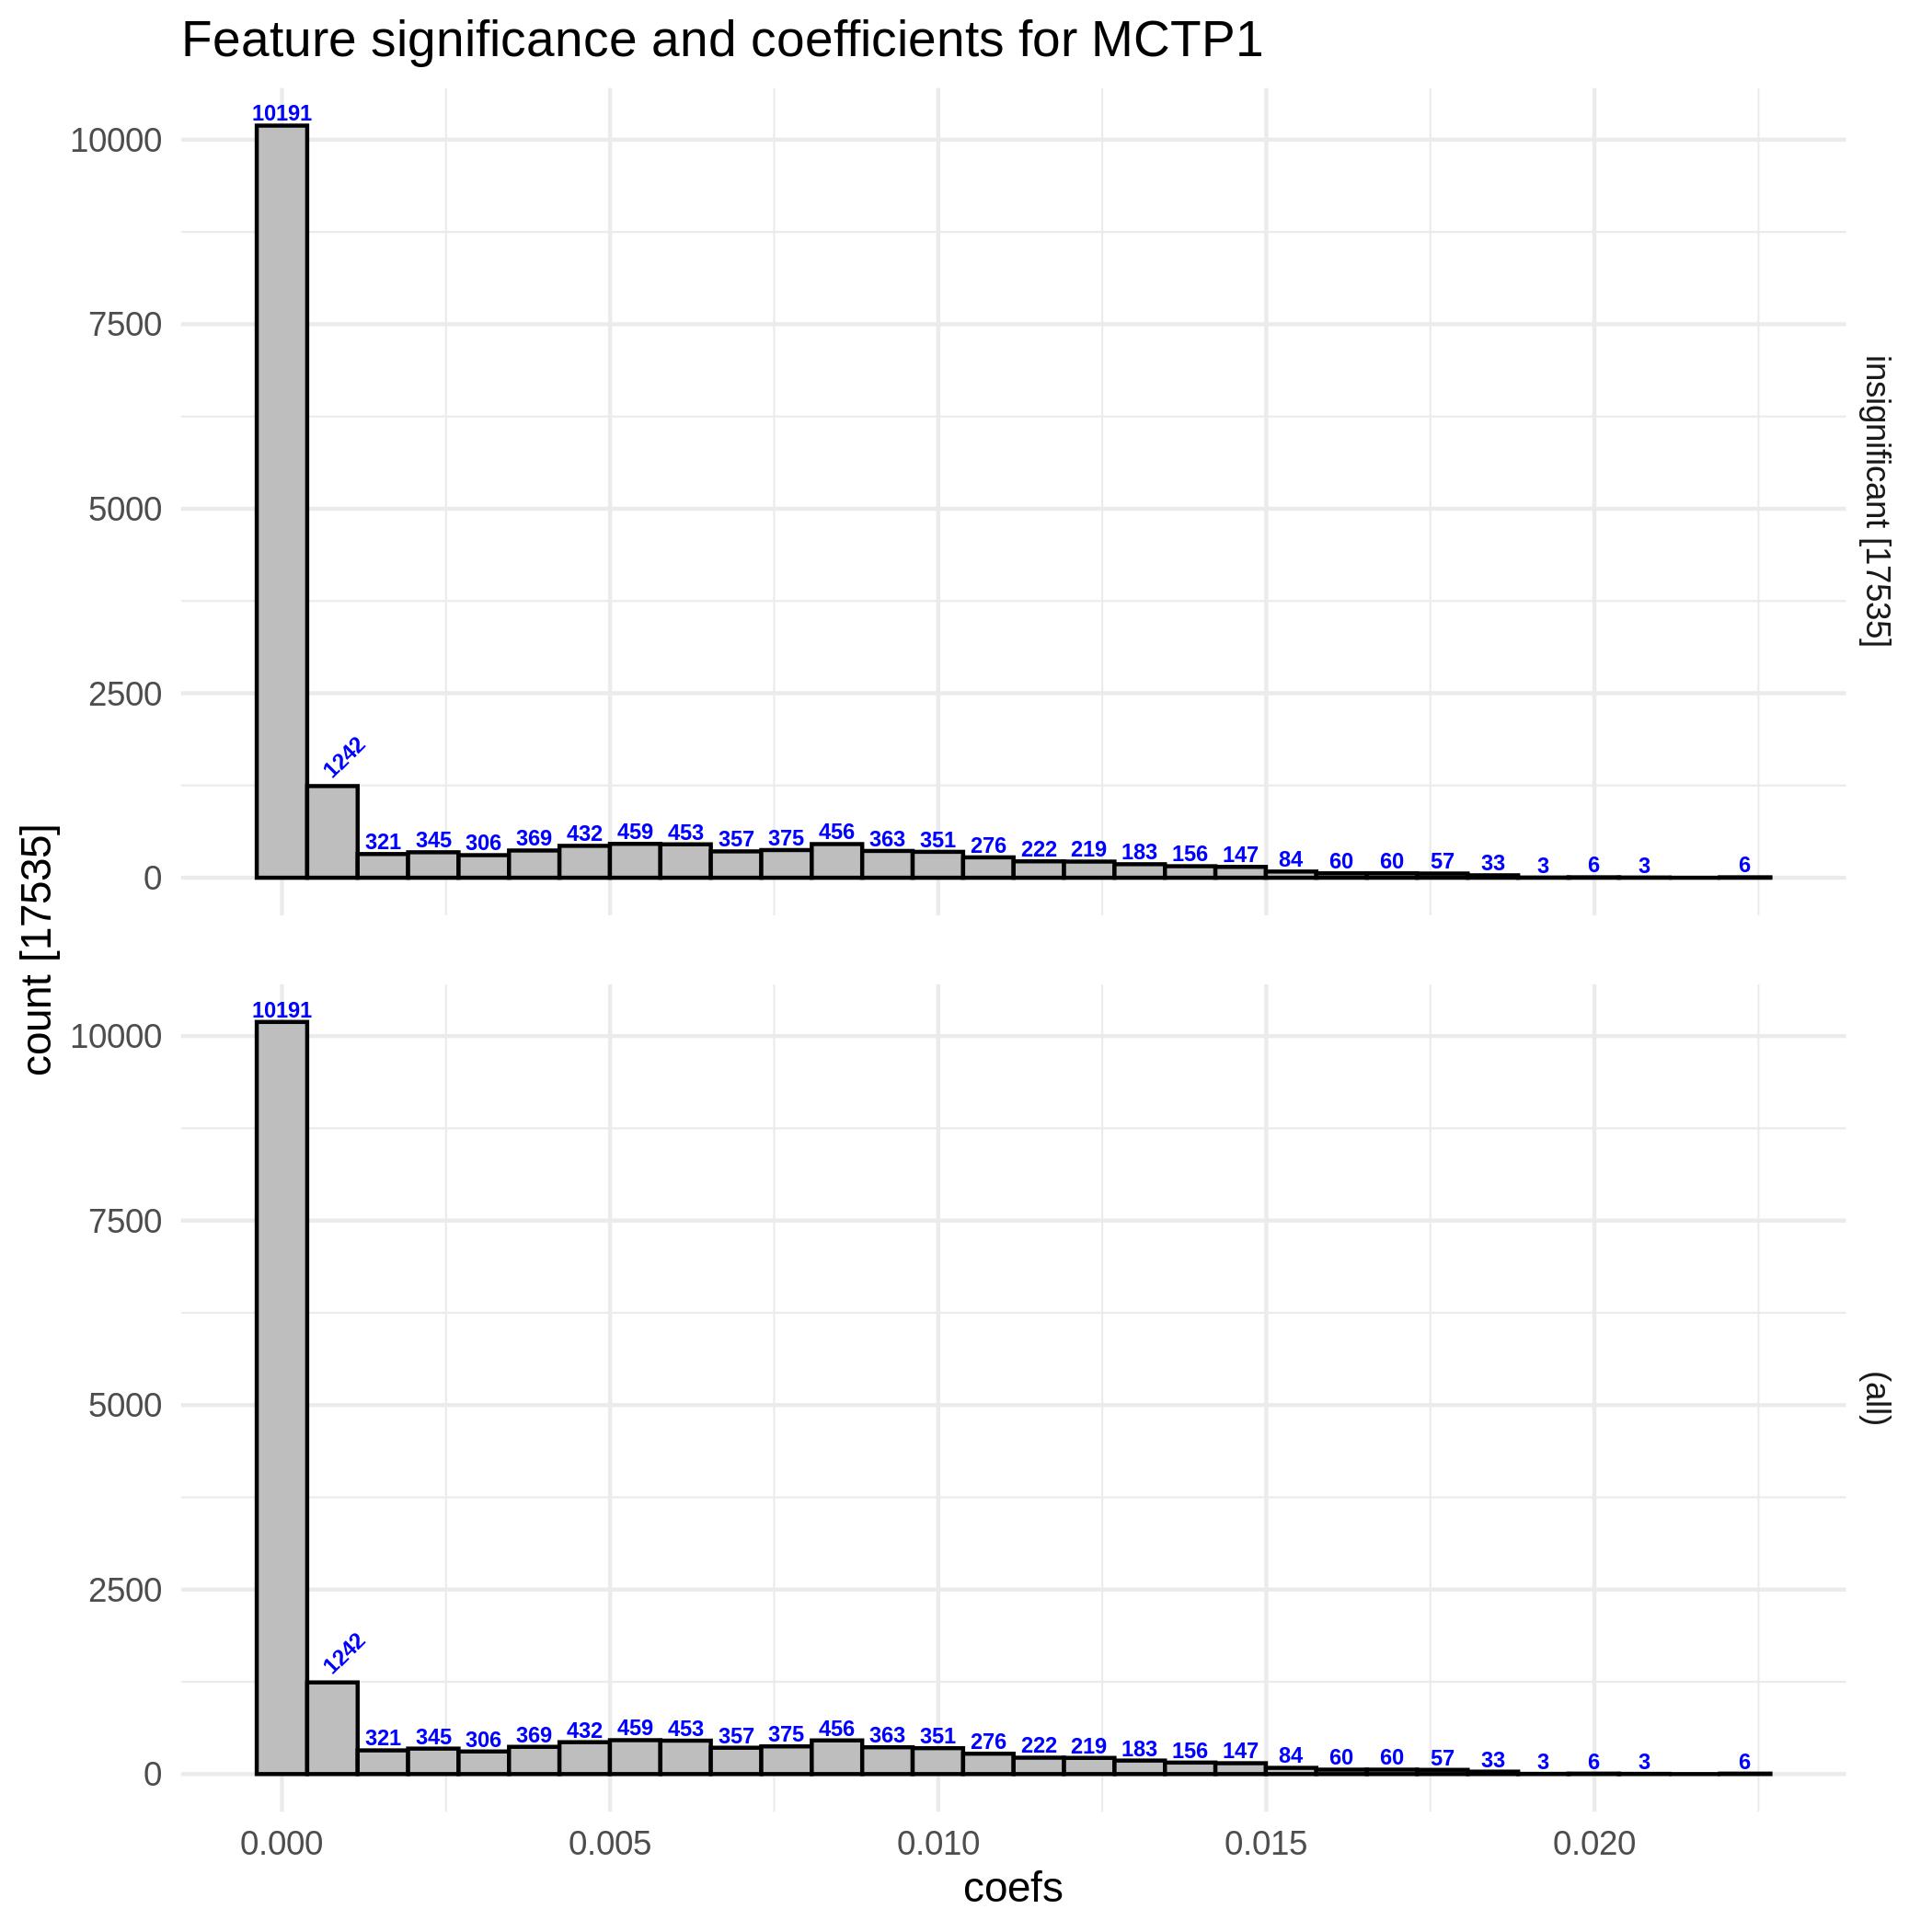 Feature significance and coefficients for MCTP1
count [17535]
10000
7500
5000
2500
0
10191
1242
321 345 306 369 432 459 453 357 375 456 363 351 276 222 219 183 156 147 84 60 60 57 33 3 6 3 6
insignificant [17535]
10000
7500
5000
2500
0
10191
1242
321 345 306 369 432 459 453 357 375 456 363 351 276 222 219 183 156 147 84 60 60 57 33 3 6 3 6
(all)
0.000 0.005 0.010 0.015 0.020
coefs